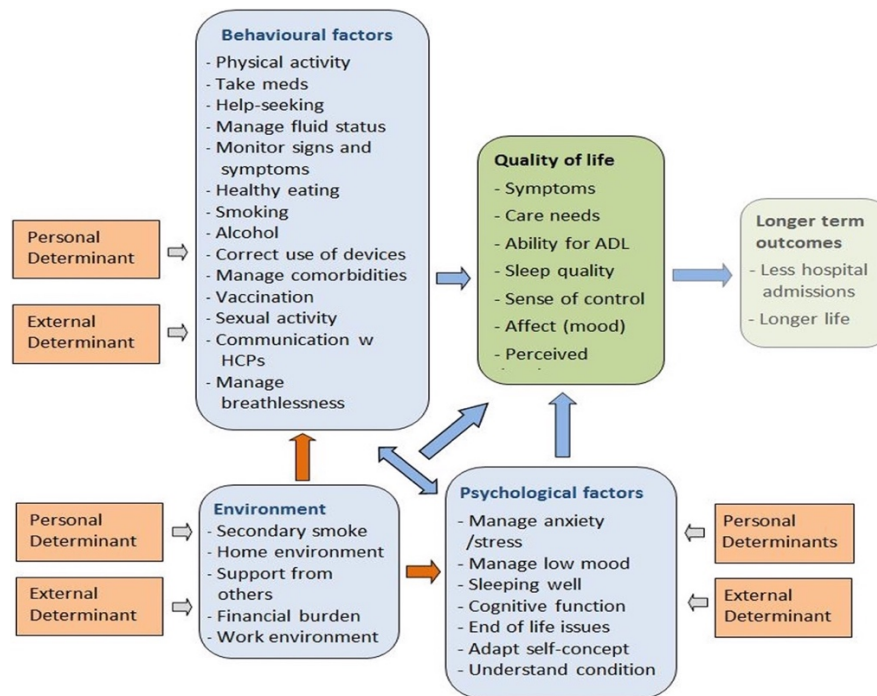 Behavioural factors
- Physical activity
- Take meds
- Help-seeking
- Manage fluid status
- Monitor signs and
symptoms
- Healthy eating
- Smoking
- Alcohol
- Correct use of devices
- Manage comorbidities
- Vaccination
- Sexual activity
- Communication w
HCPs
- Manage
breathlessness
Personal
Determinant
External
Determinant
Quality of life
- Symptoms
- Care needs
- Ability for ADL
- Sleep quality
- Sense of control
- Affect (mood)
- Perceived
Longer term
outcomes
- Less hospital
admissions
- Longer life
Personal
Determinant
External
Determinant
Environment
- Secondary smoke
- Home environment
- Support from
others
- Financial burden
- Work environment
Psychological factors
- Manage anxiety
/stress
- Manage low mood
- Sleeping well
- Cognitive function
- End of life issues
- Adapt self-concept
- Understand condition
Personal
Determinants
External
Determinant